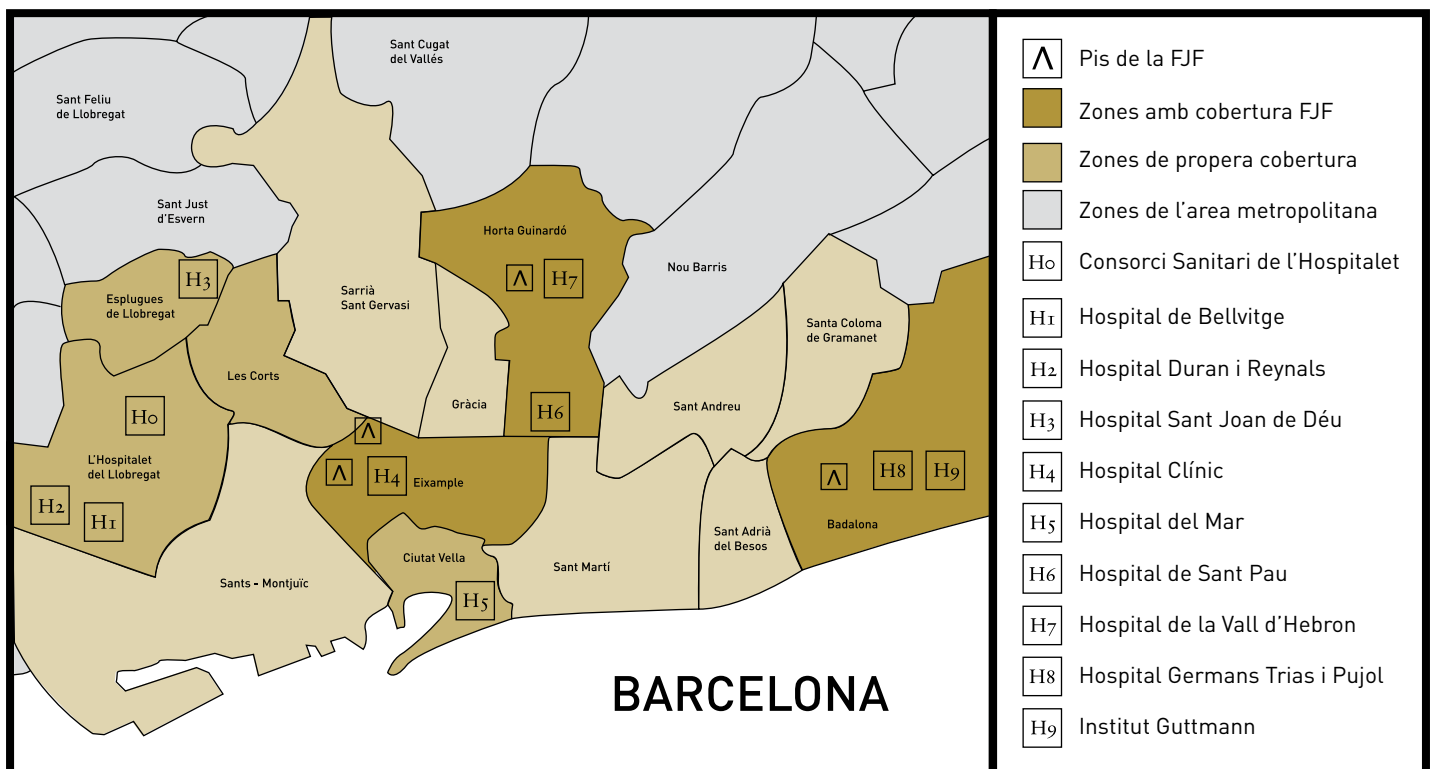 Sant Cugat
del Vallés
Sant Feliu
de Llobregat
Sant Just
d'Esvern
Horta Guinardó
Nou Barris
Λ
H7
H3
Esplugues
de Llobregat
Sarrià
Sant Gervasi
Santa Coloma
de Gramanet
Les Corts
Gràcia
Sant Andreu
H0
H6
Λ
L'Hospitalet
del Llobregat
Λ
H4
Eixample
Λ
H8
H9
H2
H1
Badalona
Sant Adrià
del Besos
Ciutat Vella
Sant Martí
Sants - Montjuïc
H5
BARCELONA
Λ Pis de la FJF
Zones amb cobertura FJF
Zones de propera cobertura
Zones de l'area metropolitana
H0 Consorci Sanitari de l'Hospitalet
H1 Hospital de Bellvitge
H2 Hospital Duran i Reynals
H3 Hospital Sant Joan de Déu
H4 Hospital Clínic
H5 Hospital del Mar
H6 Hospital de Sant Pau
H7 Hospital de la Vall d'Hebron
H8 Hospital Germans Trias i Pujol
H9 Institut Guttmann